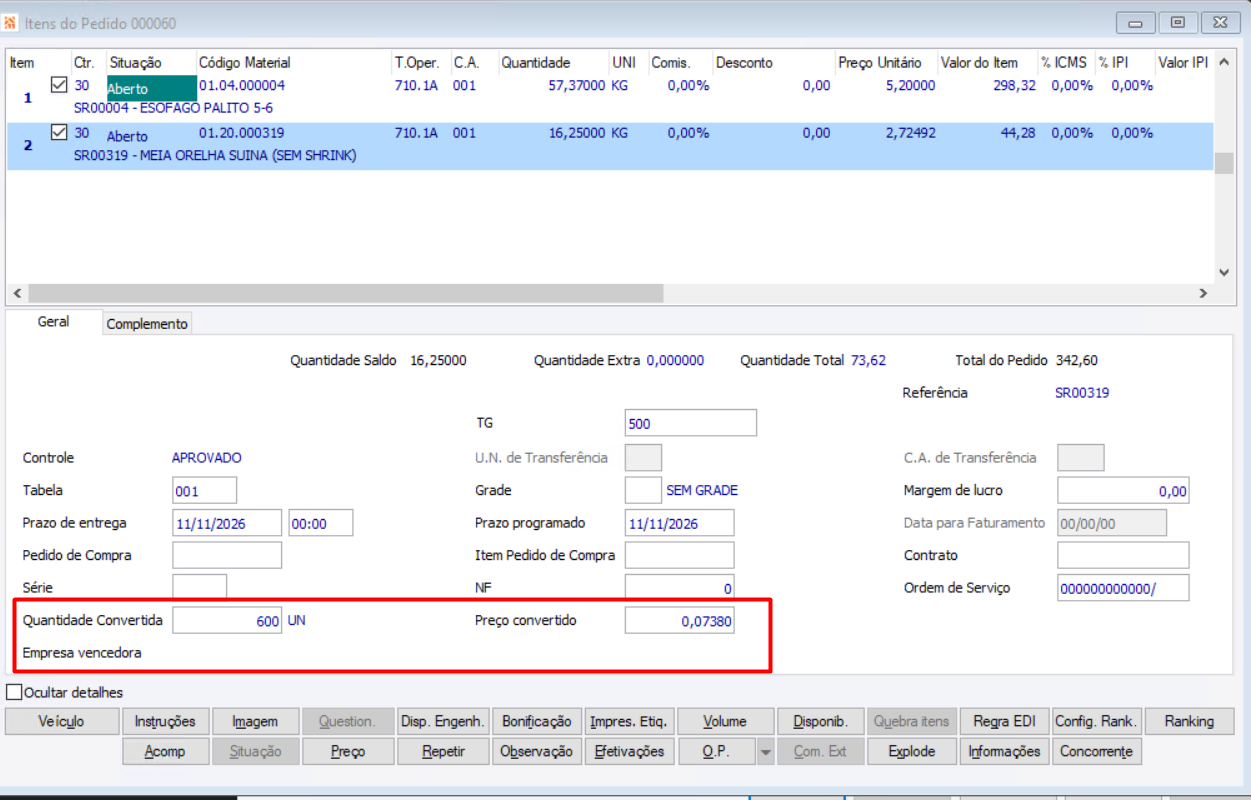 Itens do Pedido 000060
Item Ctr. Situação Código Material T.Oper. C.A. Quantidade UNI Comis. Desconto Preço Unitário Valor do Item % ICMS % IPI Valor IPI
1 30 Aberto 01.04.000004 710.1A 001 57,37000 KG 0,00% 0,00 5,20000 298,32 0,00% 0,00%
SR00004 - ESOFAGO PALITO 5-6
2 30 Aberto 01.20.000319 710.1A 001 16,25000 KG 0,00% 0,00 2,72492 44,28 0,00% 0,00%
SR00319 - MEIA ORELHA SUINA (SEM SHRINK)
Geral Complemento
Quantidade Saldo 16,25000 Quantidade Extra 0,000000 Quantidade Total 73,62 Total do Pedido 342,60
Referência SR00319
TG 500
Controle APROVADO U.N. de Transferência C.A. de Transferência
Tabela 001 Grade SEM GRADE Margem de lucro 0,00
Prazo de entrega 11/11/2026 00:00 Prazo programado 11/11/2026 Data para Faturamento 00/00/00
Pedido de Compra Item Pedido de Compra Contrato
Série NF 0 Ordem de Serviço 000000000000/
Quantidade Convertida 600 UN Preço convertido 0,07380
Empresa vencedora
Ocultar detalhes
Veículo Instruções Imagem Question. Disp. Engenh. Bonificação Impres. Etiq. Volume Disponib. Quebra itens Regra EDI Config. Rank. Ranking
Acomp Situação Preço Repetir Observação Efetivações O.P. Com. Ext Explode Informações Concorrente